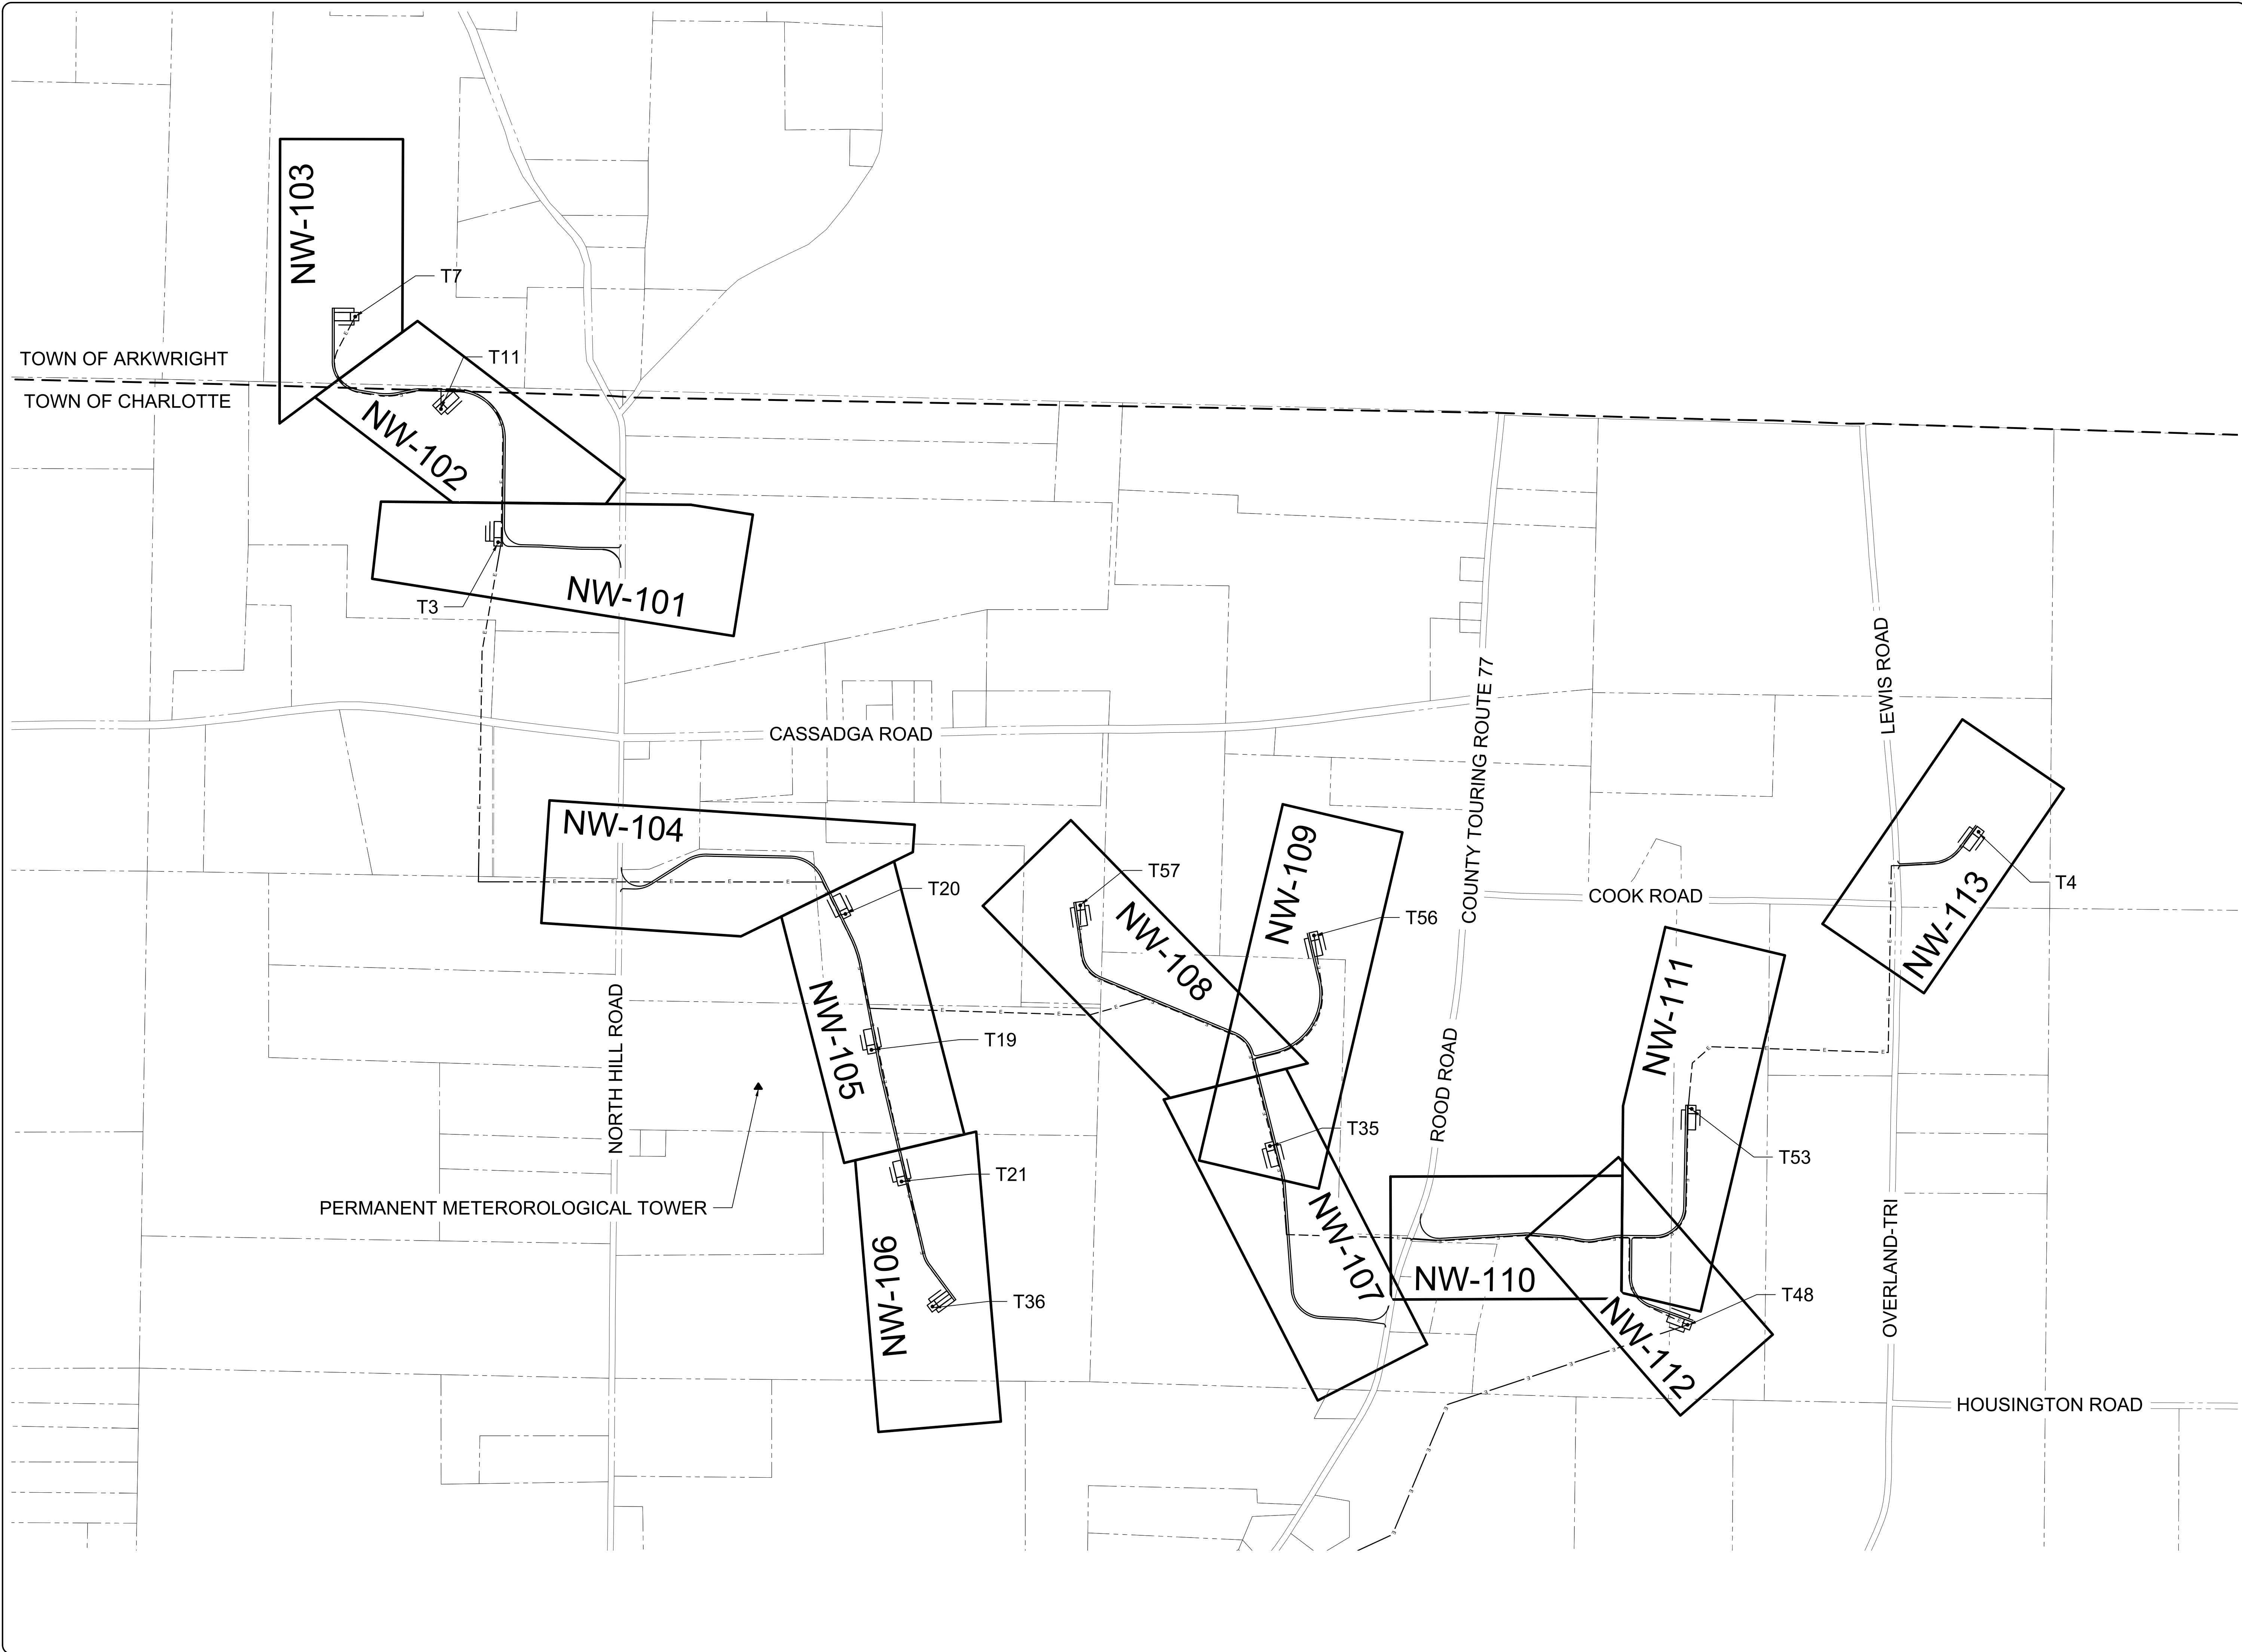 NW-103
T7
TOWN OF ARKWRIGHT
T11
TOWN OF CHARLOTTE
NW-102
T3
NW-101
LEWIS ROAD
CASSADGA ROAD
COUNTY TOURING ROUTE 77
NW-104
NW-109
T57
T20
T4
COOK ROAD
T56
NW-108
NW-113
NW-111
NW-105
NORTH HILL ROAD
T19
ROOD ROAD
T35
T53
T21
PERMANENT METEROROLOGICAL TOWER
NW-107
OVERLAND-TRI
NW-106
NW-110
T36
T48
NW-112
HOUSINGTON ROAD